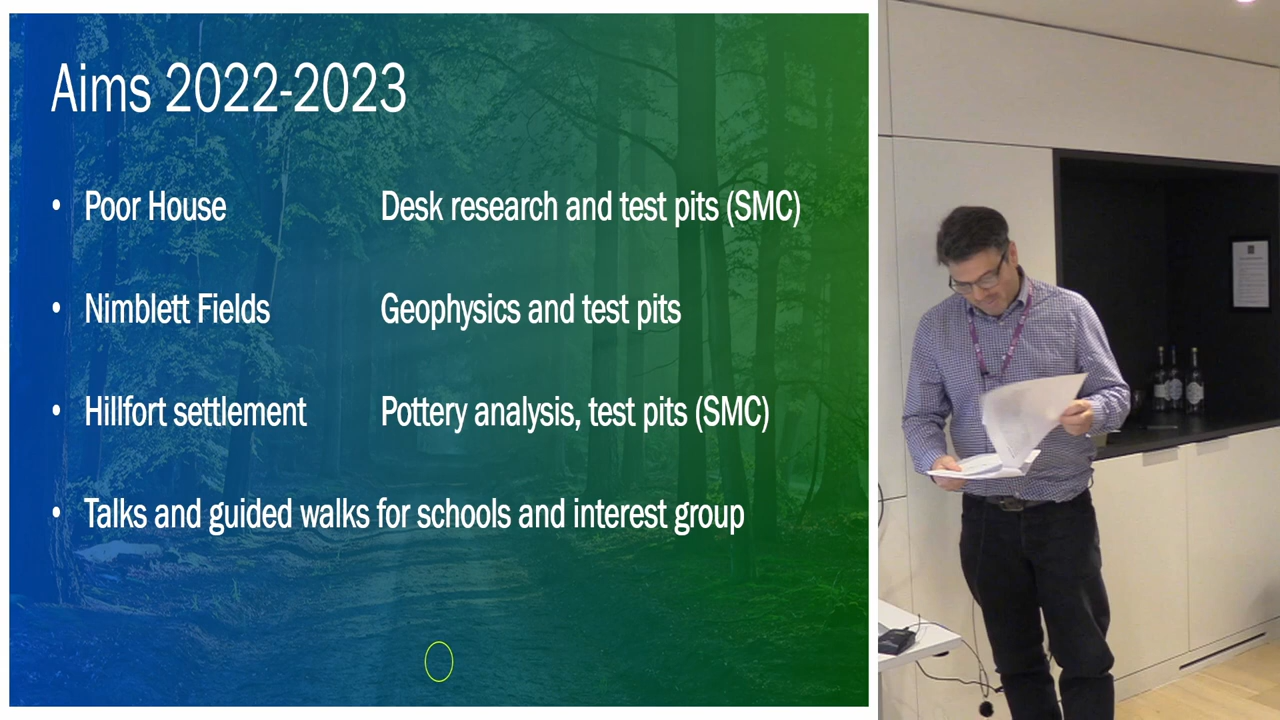 Aims 2022-2023
• Poor House Desk research and test pits (SMC)
• Nimblett Fields Geophysics and test pits
• Hillfort settlement Pottery analysis, test pits (SMC)
• Talks and guided walks for schools and interest group